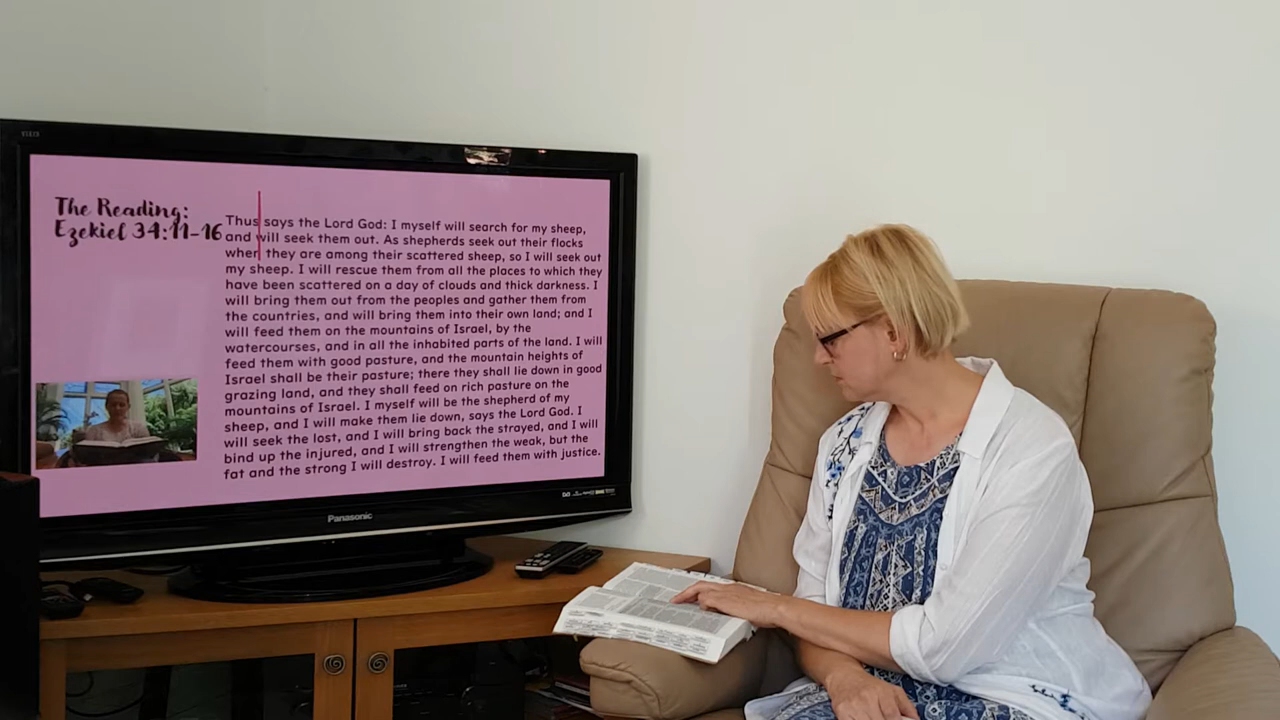 The Reading:
Ezekiel 34:11-16
Thus says the Lord God: I myself will search for my sheep,
and will seek them out. As shepherds seek out their flocks
when they are among their scattered sheep, so I will seek out
my sheep. I will rescue them from all the places to which they
have been scattered on a day of clouds and thick darkness. I
will bring them out from the peoples and gather them from
the countries, and will bring them into their own land; and I
will feed them on the mountains of Israel, by the
watercourses, and in all the inhabited parts of the land. I will
feed them with good pasture, and the mountain heights of
Israel shall be their pasture; there they shall lie down in good
grazing land, and they shall feed on rich pasture on the
mountains of Israel. I myself will be the shepherd of my
sheep, and I will make them lie down, says the Lord God. I
will seek the lost, and I will bring back the strayed, and I will
bind up the injured, and I will strengthen the weak, but the
fat and the strong I will destroy. I will feed them with justice.
Panasonic